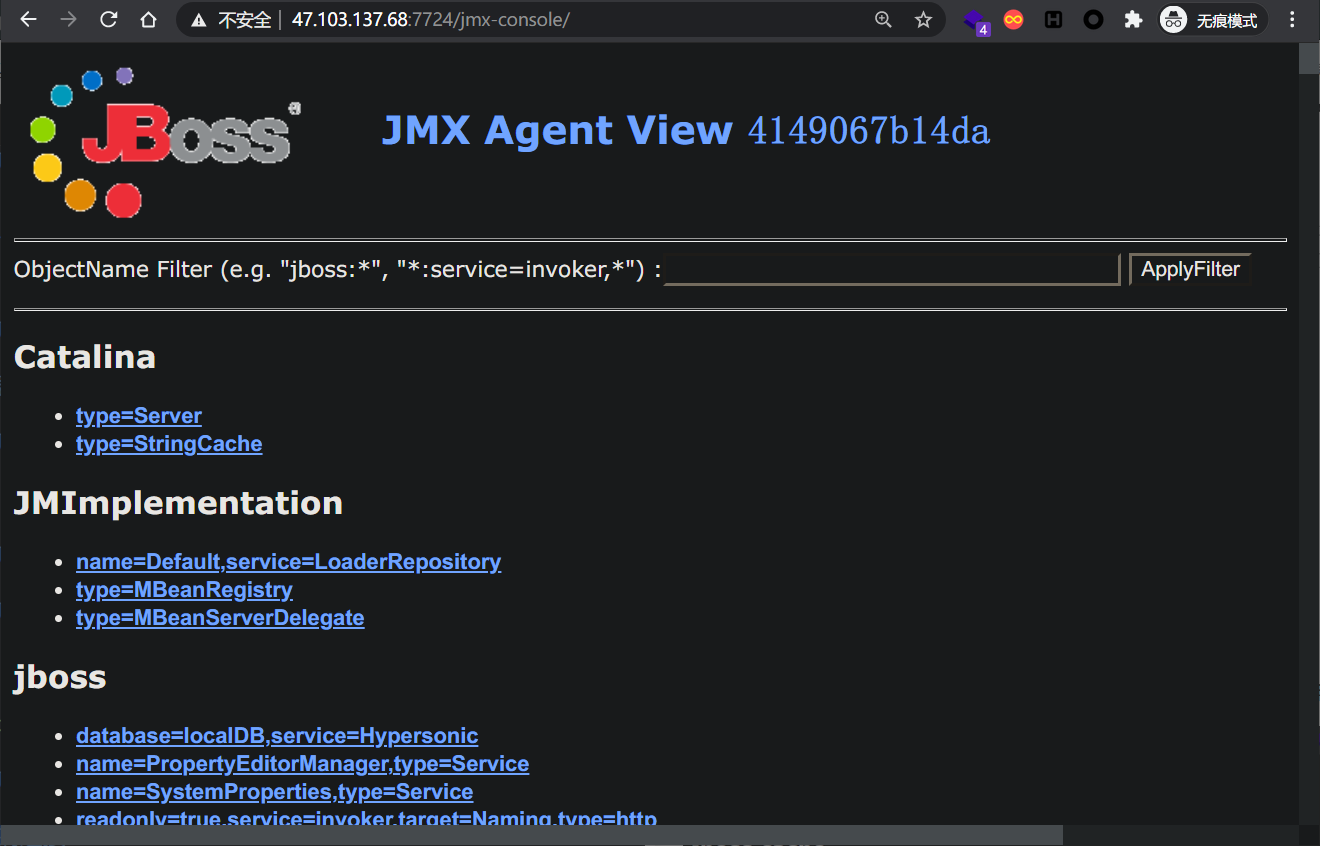 不安全 | 47.103.137.68:7724/jmx-console/
4
H
无痕模式
JBoss
JMX Agent View 4149067b14da
ObjectName Filter (e.g. "jboss:*", "*:service=invoker,*") : ApplyFilter
Catalina
• type=Server
• type=StringCache
JMImplementation
• name=Default,service=LoaderRepository
• type=MBeanRegistry
• type=MBeanServerDelegate
jboss
• database=localDB,service=Hypersonic
• name=PropertyEditorManager,type=Service
• name=SystemProperties,type=Service
• readonly=true,service=invoker,target=Naming,type=http